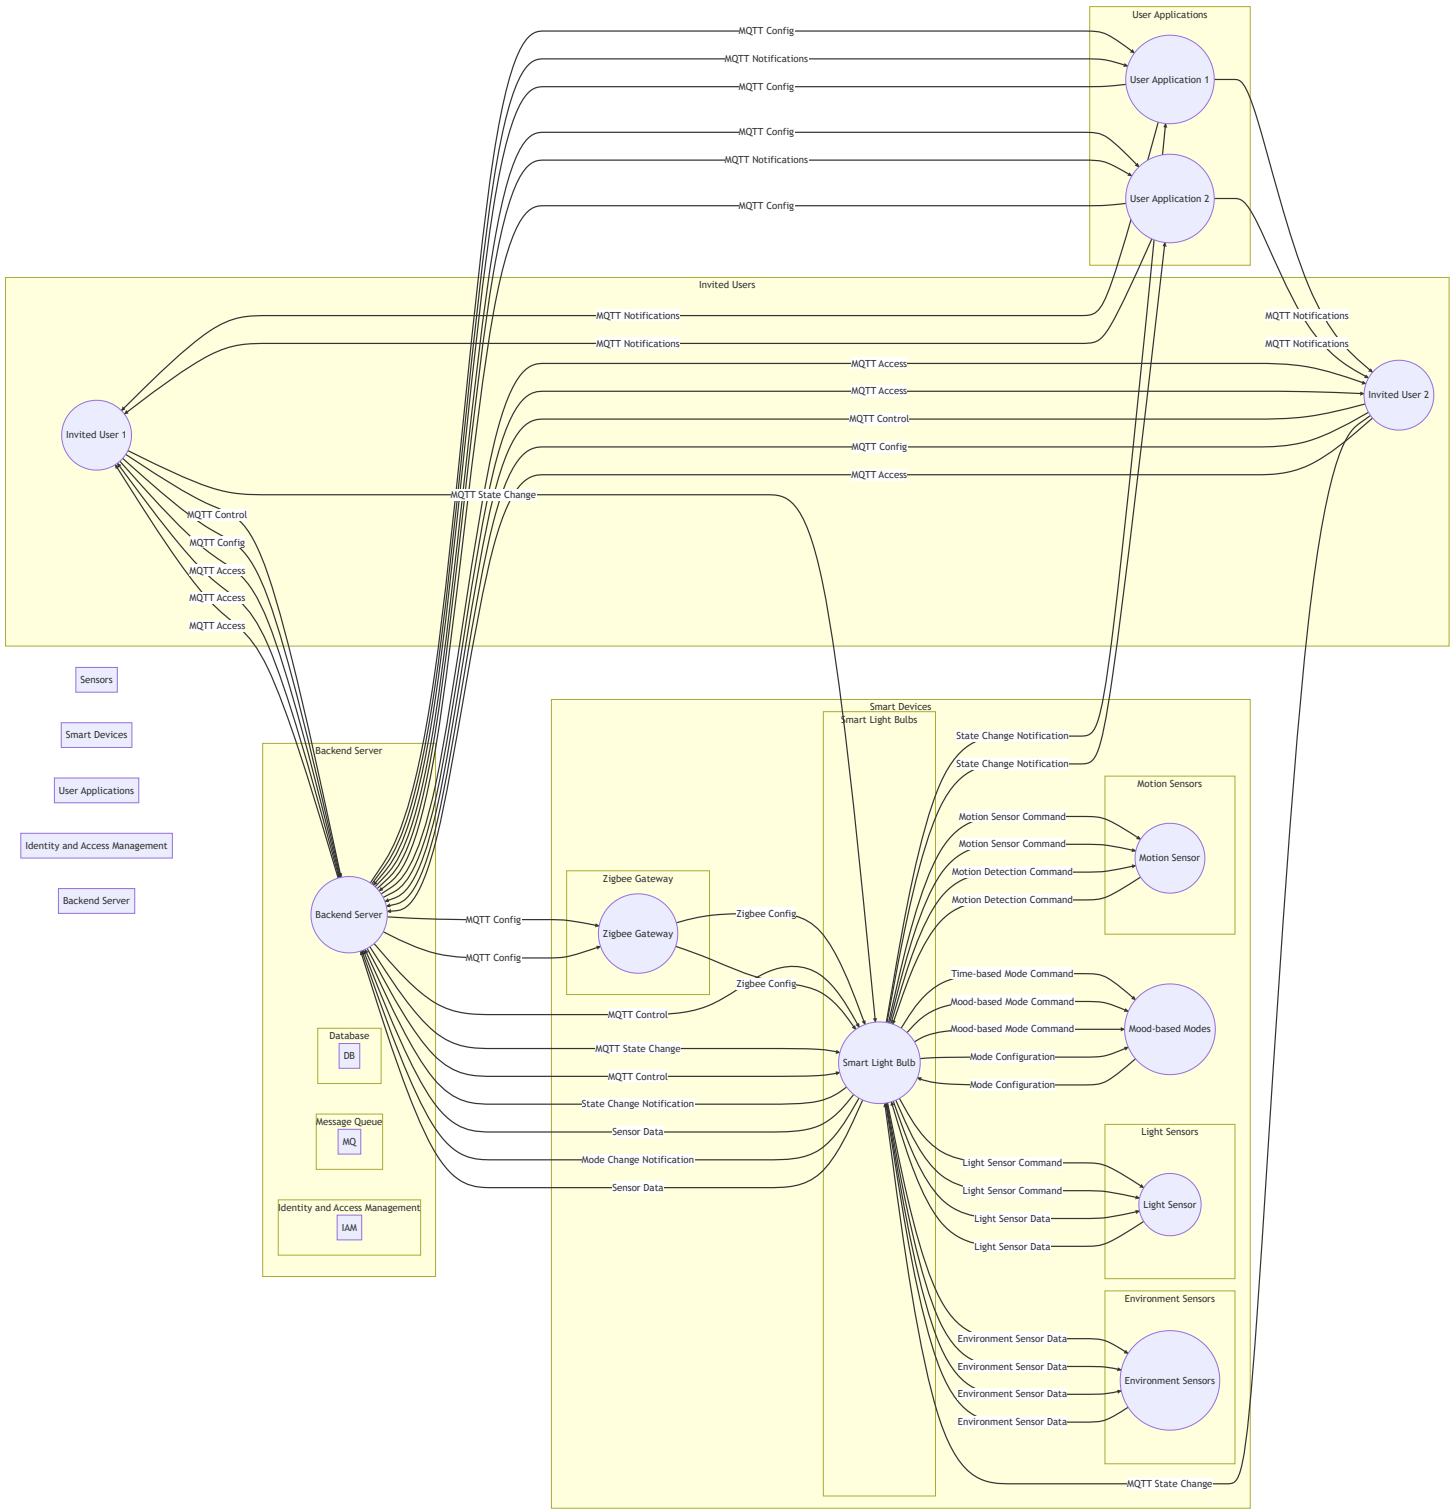 User Applications
MQTT Config
MQTT Notifications
User Application 1
MQTT Config
MQTT Config
MQTT Notifications
User Application 2
MQTT Config
Invited Users
MQTT Notifications
MQTT Notifications
MQTT Notifications
MQTT Notifications
MQTT Access
MQTT Access
Invited User 2
MQTT Control
Invited User 1
MQTT Config
MQTT Access
MQTT State Change
MQTT Control
MQTT Config
MQTT Access
MQTT Access
MQTT Access
Sensors
Smart Devices
User Applications
Identity and Access Management
Backend Server
Backend Server
Backend Server
Database
DB
Message Queue
MQ
Identity and Access Management
IAM
Smart Devices
Smart Light Bulbs
State Change Notification
State Change Notification
Motion Sensors
Motion Sensor Command
Motion Sensor Command
Motion Sensor
Motion Detection Command
Motion Detection Command
Zigbee Gateway
Zigbee Gateway
MQTT Config
MQTT Config
Zigbee Config
Zigbee Config
MQTT Control
MQTT State Change
MQTT Control
State Change Notification
Sensor Data
Mode Change Notification
Sensor Data
Smart Light Bulb
Time-based Mode Command
Mood-based Mode Command
Mood-based Mode Command
Mood-based Modes
Mode Configuration
Mode Configuration
Light Sensors
Light Sensor Command
Light Sensor Command
Light Sensor
Light Sensor Data
Light Sensor Data
Environment Sensors
Environment Sensor Data
Environment Sensor Data
Environment Sensors
Environment Sensor Data
Environment Sensor Data
MQTT State Change